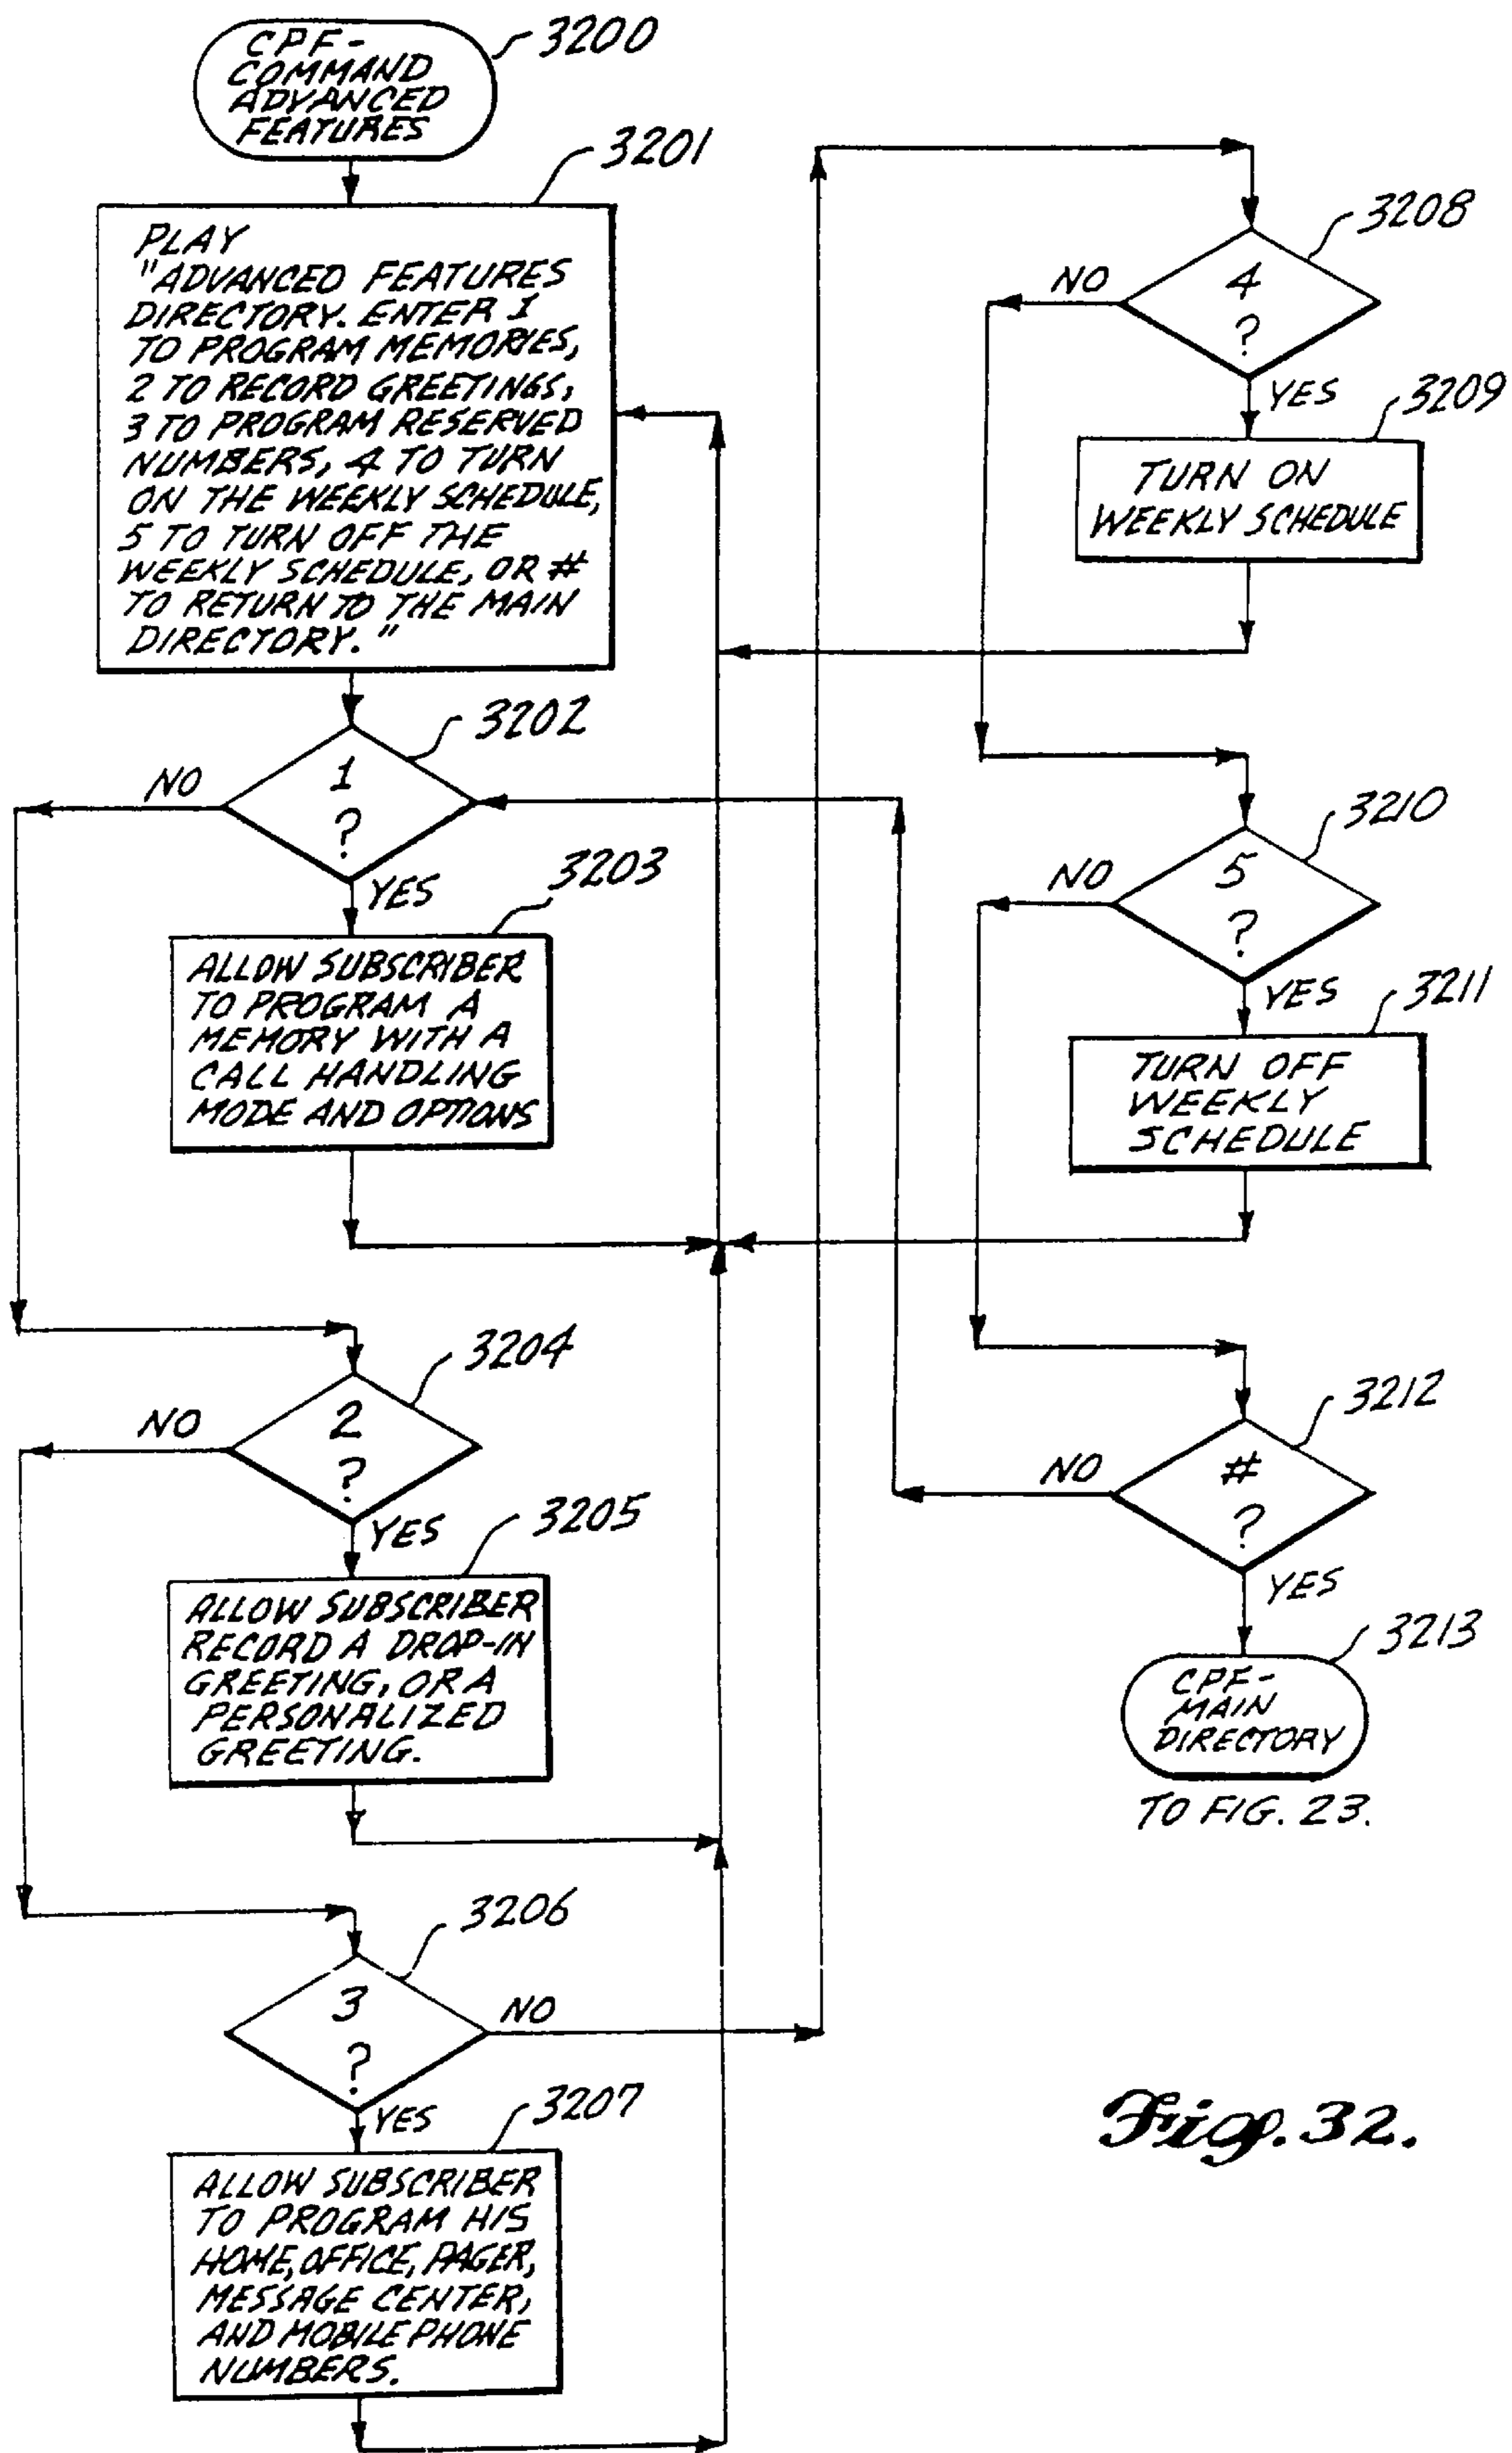 CPF-
COMMAND
ADVANCED
FEATURES
3200
3201
PLAY
"ADVANCED FEATURES
DIRECTORY. ENTER 1
TO PROGRAM MEMORIES,
2 TO RECORD GREETINGS,
3 TO PROGRAM RESERVED
NUMBERS, 4 TO TURN
ON THE WEEKLY SCHEDULE,
5 TO TURN OFF THE
WEEKLY SCHEDULE, OR #
TO RETURN TO THE MAIN
DIRECTORY."
3202
1
?
NO
YES
3203
ALLOW SUBSCRIBER
TO PROGRAM A
MEMORY WITH A
CALL HANDLING
MODE AND OPTIONS
3204
2
?
NO
YES
3205
ALLOW SUBSCRIBER
RECORD A DROP-IN
GREETING, OR A
PERSONALIZED
GREETING.
3206
3
?
NO
YES
3207
ALLOW SUBSCRIBER
TO PROGRAM HIS
HOME, OFFICE, PAGER,
MESSAGE CENTER,
AND MOBILE PHONE
NUMBERS.
3208
4
?
NO
YES
3209
TURN ON
WEEKLY SCHEDULE
3210
5
?
NO
YES
3211
TURN OFF
WEEKLY
SCHEDULE
3212
#
?
NO
YES
3213
CPF-
MAIN
DIRECTORY
TO FIG. 23.
Fig. 32.